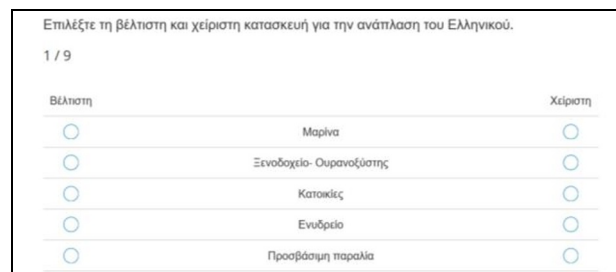 Επιλέξτε τη βέλτιστη και χείριστη κατασκευή για την ανάπλαση του Ελληνικού.
1 / 9
Βέλτιστη Χείριστη
Μαρίνα
Ξενοδοχείο- Ουρανοξύστης
Κατοικίες
Ενυδρείο
Προσβάσιμη παραλία